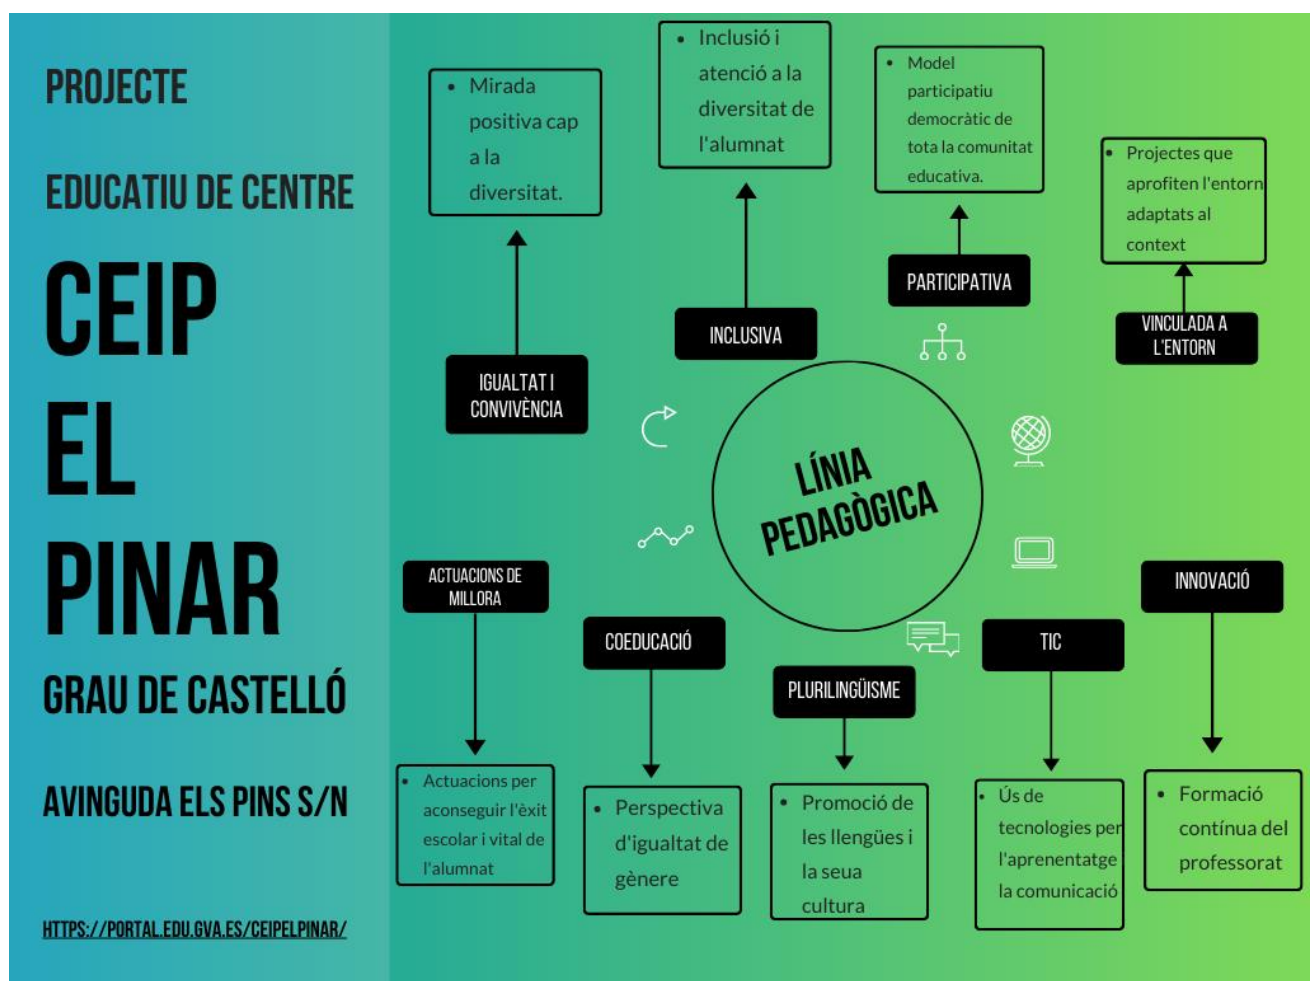 PROJECTE
EDUCATIU DE CENTRE
CEIP
EL
PINAR
GRAU DE CASTELLÓ
AVINGUDA ELS PINS S/N
HTTPS://PORTAL.EDU.GVA.ES/CEIPELPINAR/
• Mirada
positiva cap
a la
diversitat.
IGUALTAT I
CONVIVÈNCIA
• Inclusió i
atenció a la
diversitat de
l'alumnat
INCLUSIVA
• Model
participatiu
democràtic de
tota la comunitat
educativa.
PARTICIPATIVA
• Projectes que
aprofiten l'entorn
adaptats al
context
VINCULADA A
L'ENTORN
LÍNIA
PEDAGÒGICA
ACTUACIONS DE
MILLORA
• Actuacions per
aconseguir l'èxit
escolar i vital de
l'alumnat
COEDUCACIÓ
• Perspectiva
d'igualtat de
gènere
PLURILINGÜISME
• Promoció de
les llengües i
la seua
cultura
TIC
• Ús de
tecnologies per
l'aprenentatge
la comunicació
INNOVACIÓ
• Formació
contínua del
professorat